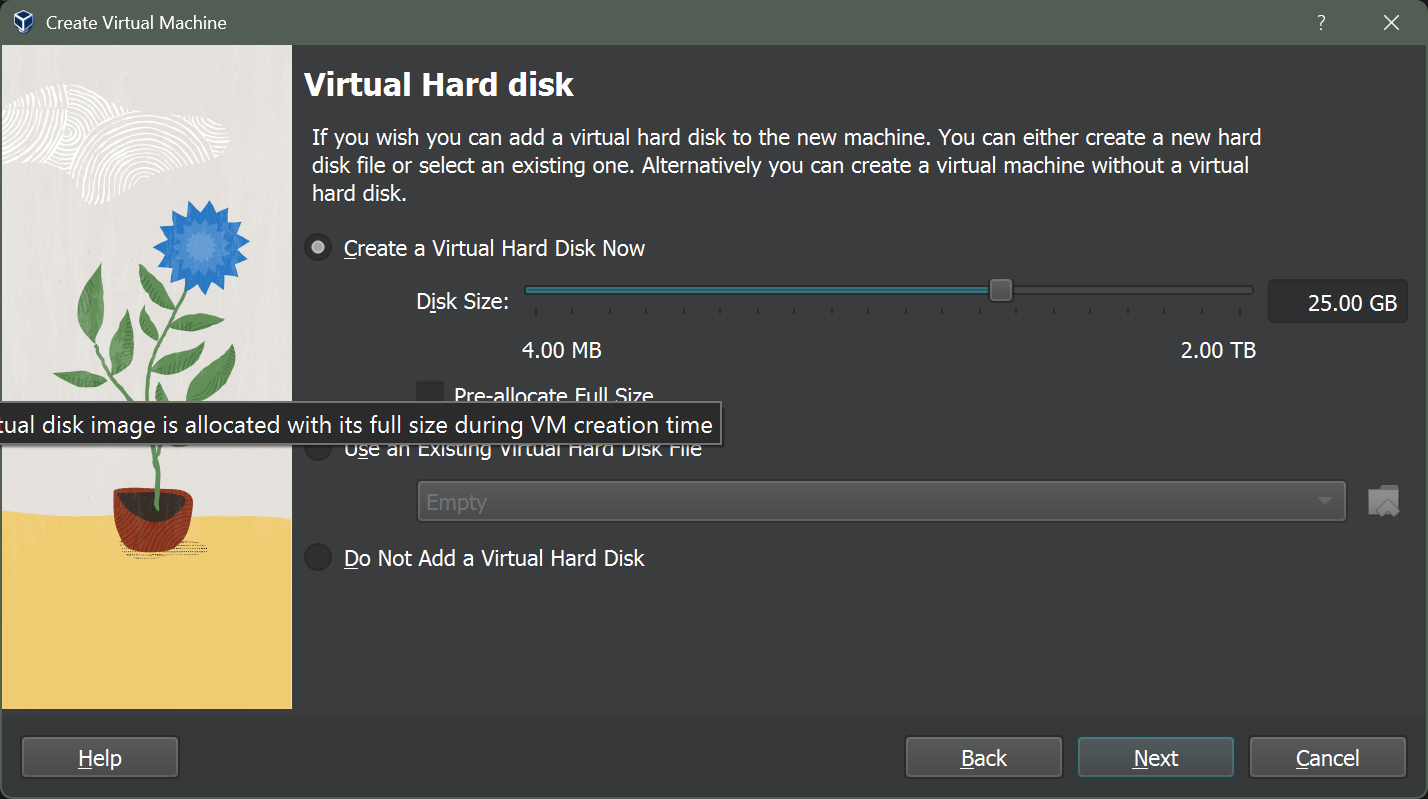 Create Virtual Machine
?
Virtual Hard disk
If you wish you can add a virtual hard disk to the new machine. You can either create a new hard
disk file or select an existing one. Alternatively you can create a virtual machine without a virtual
hard disk.
Create a Virtual Hard Disk Now
Disk Size:
25.00 GB
4.00 MB
2.00 TB
Pre-allocate Full Size
disk image is allocated with its full size during VM creation time
Use an Existing Virtual Hard Disk File
Empty
Do Not Add a Virtual Hard Disk
Help
Back
Next
Cancel